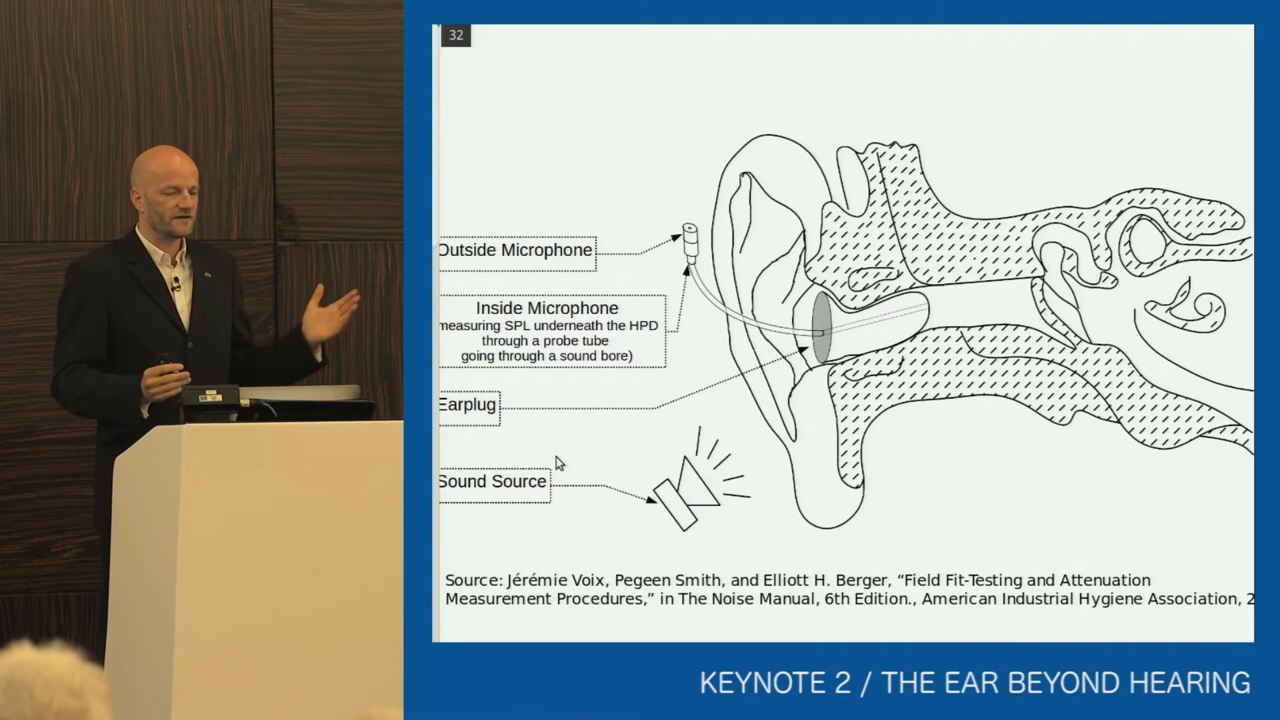 32
Outside Microphone
Inside Microphone
measuring SPL underneath the HPD
through a probe tube
going through a sound bore)
Earplug
Sound Source
Source: Jérémie Voix, Pegeen Smith, and Elliott H. Berger, “Field Fit-Testing and Attenuation
Measurement Procedures,” in The Noise Manual, 6th Edition., American Industrial Hygiene Association, 2
KEYNOTE 2 / THE EAR BEYOND HEARING